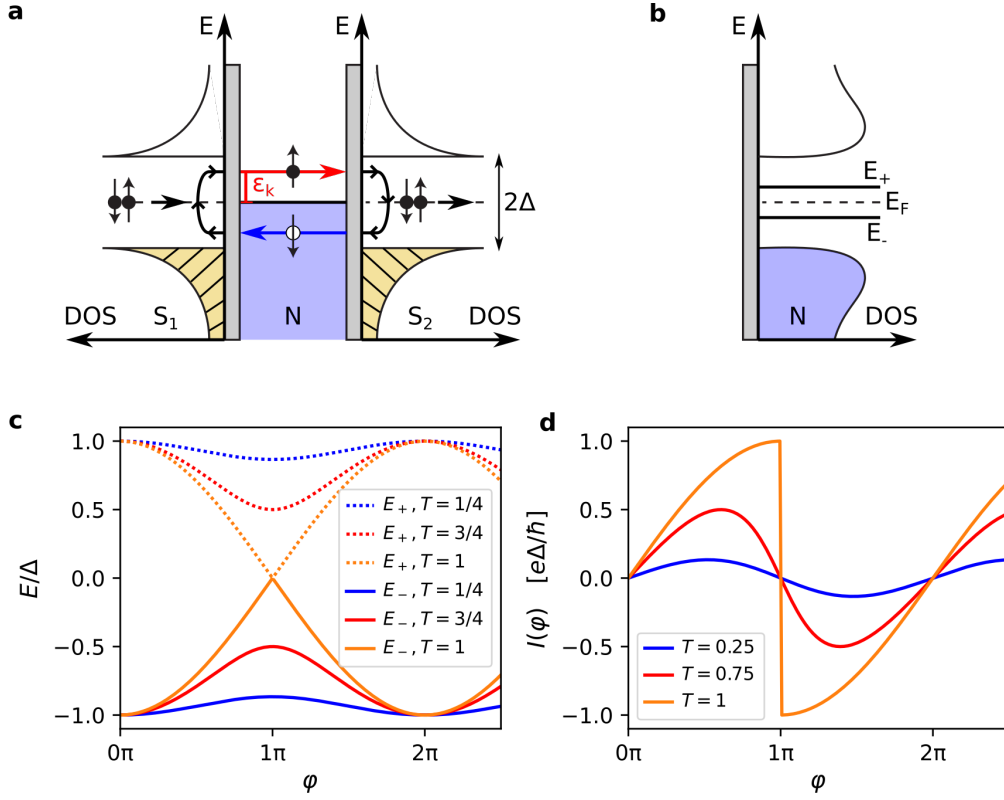 a
E
E
ε_k
2Δ
DOS
S₁
N
S₂
DOS
b
E
E₊
E_F
E₋
N
DOS
c
E/Δ
1.0
0.5
0.0
−0.5
−1.0
E₊, T = 1/4
E₊, T = 3/4
E₊, T = 1
E₋, T = 1/4
E₋, T = 3/4
E₋, T = 1
0π
1π
2π
φ
d
I(φ) [eΔ/ℏ]
1.0
0.5
0.0
−0.5
−1.0
T = 0.25
T = 0.75
T = 1
0π
1π
2π
φ